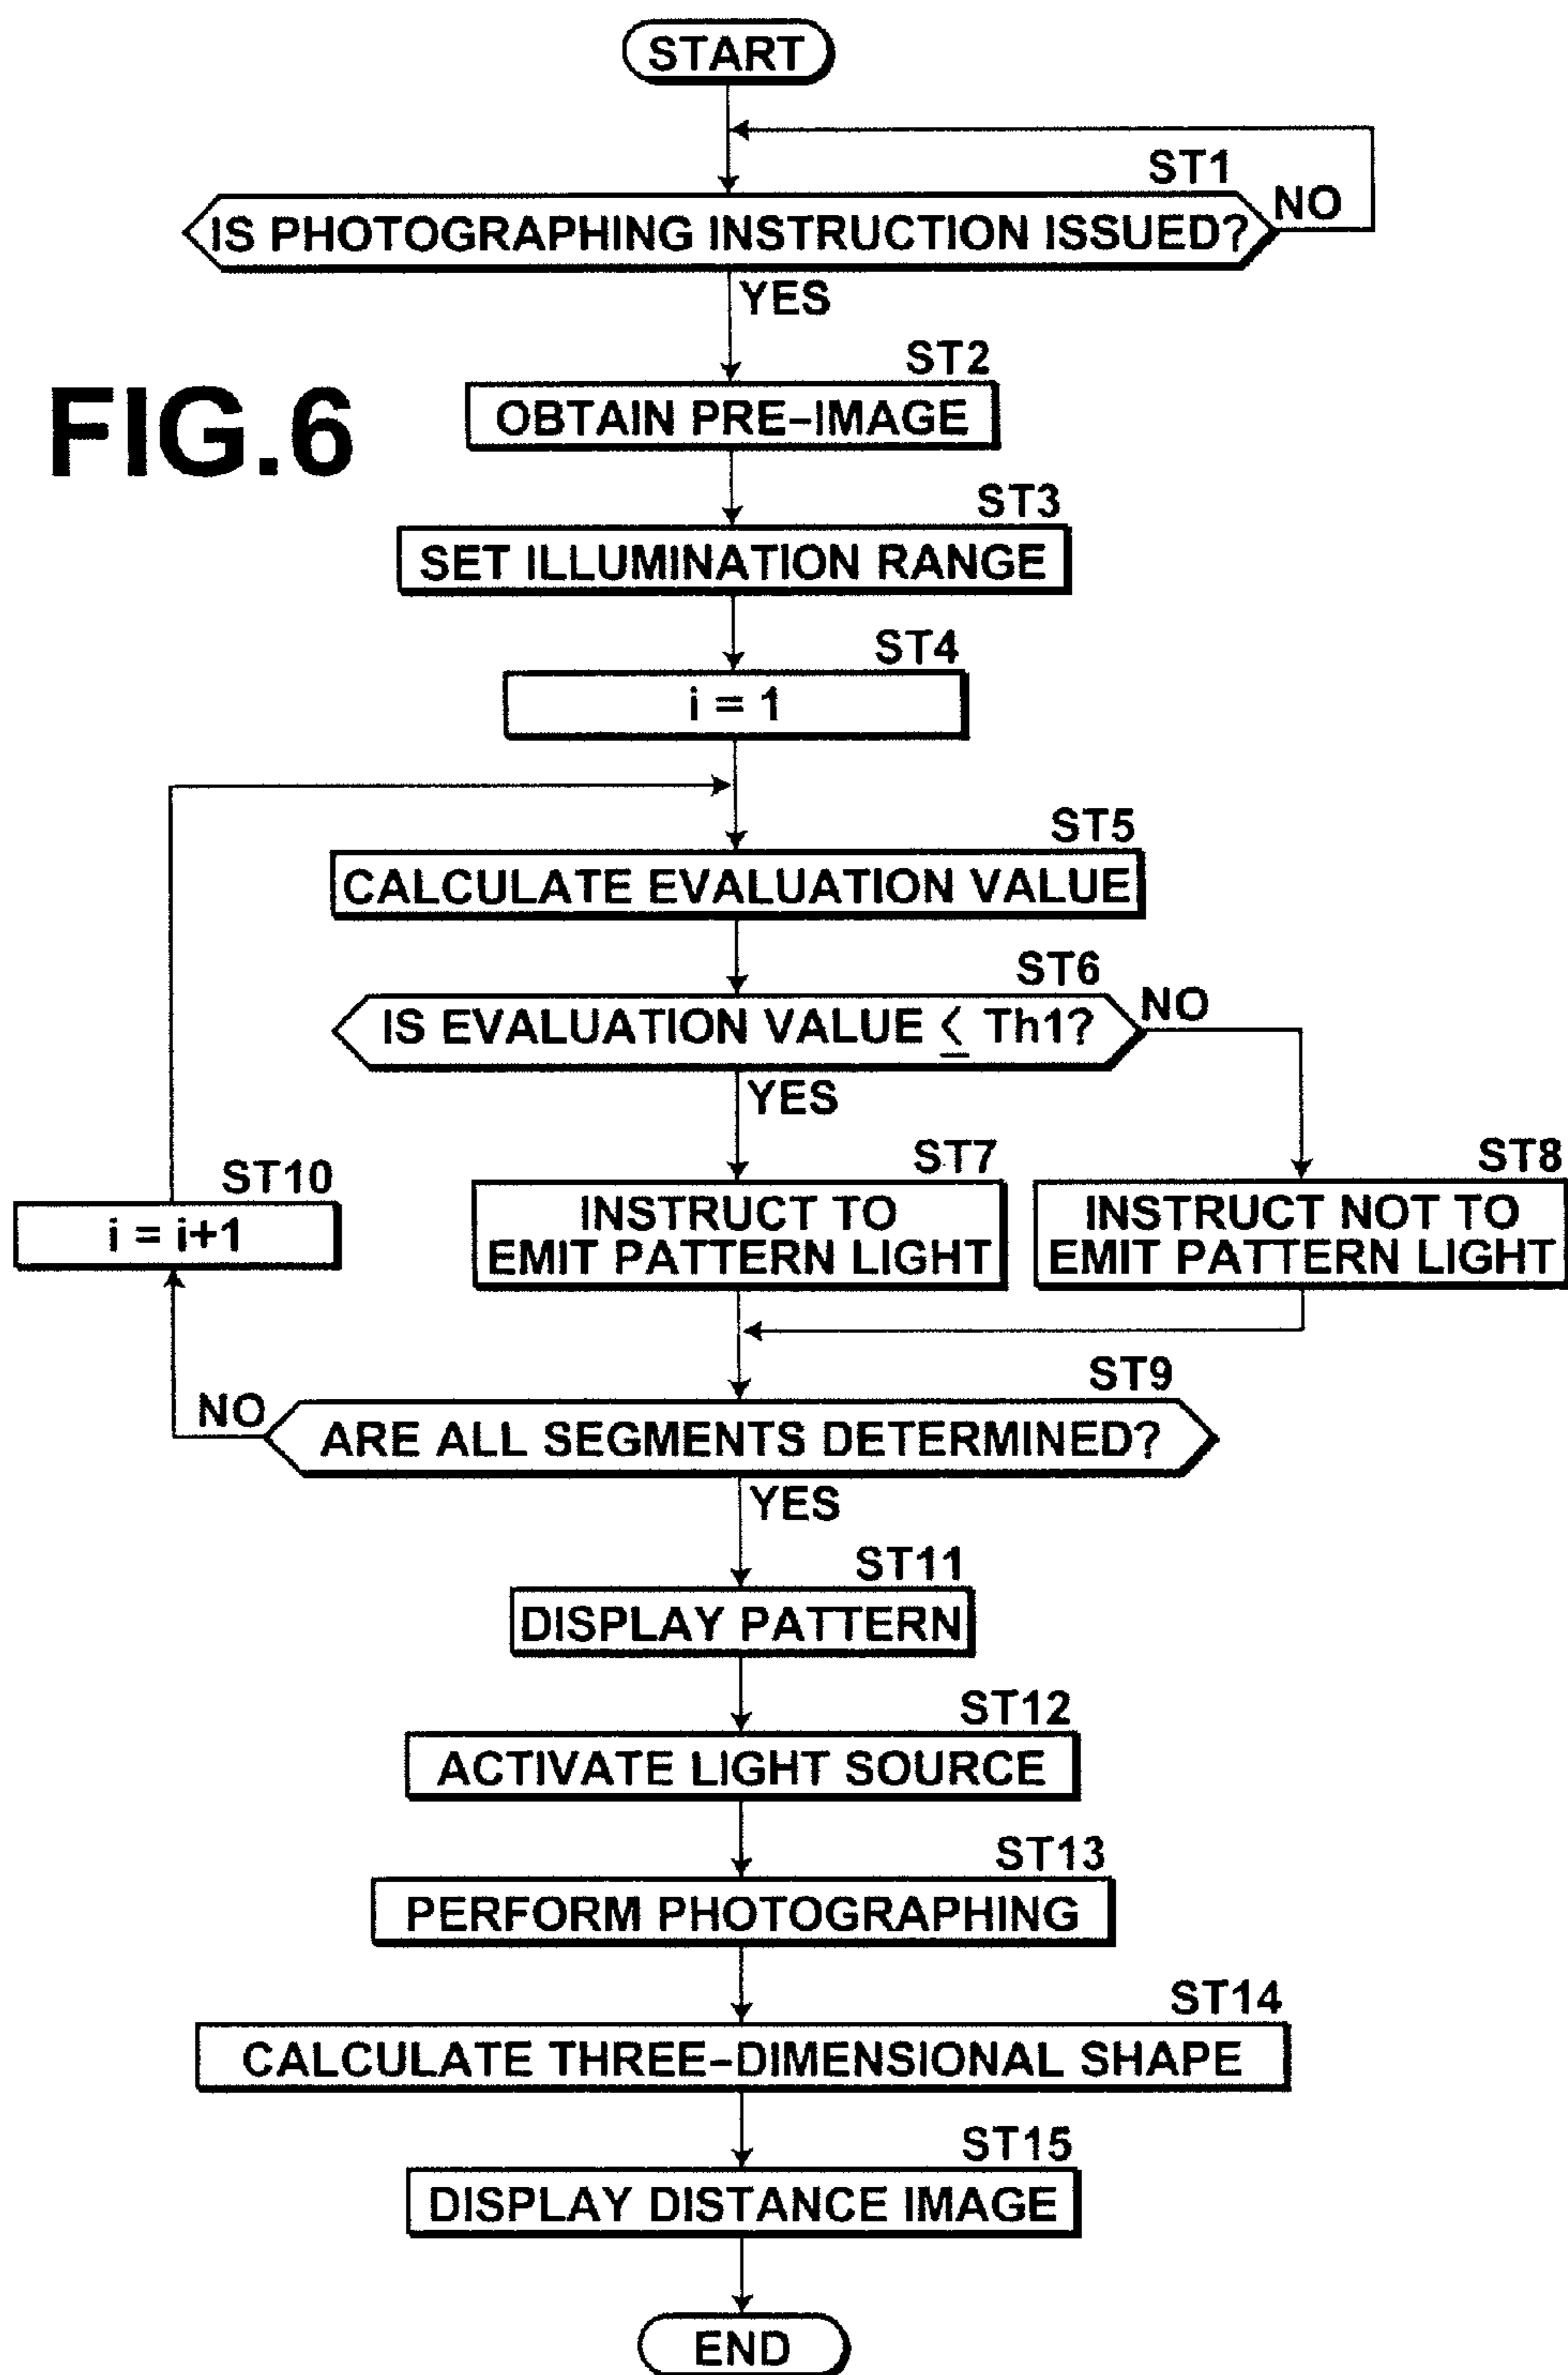 START
ST1
IS PHOTOGRAPHING INSTRUCTION ISSUED?
NO
YES
FIG.6
ST2
OBTAIN PRE-IMAGE
ST3
SET ILLUMINATION RANGE
ST4
i = 1
ST5
CALCULATE EVALUATION VALUE
ST6
IS EVALUATION VALUE ≤ Th1?
NO
YES
ST7
INSTRUCT TO
EMIT PATTERN LIGHT
ST8
INSTRUCT NOT TO
EMIT PATTERN LIGHT
ST10
i = i+1
ST9
NO
ARE ALL SEGMENTS DETERMINED?
YES
ST11
DISPLAY PATTERN
ST12
ACTIVATE LIGHT SOURCE
ST13
PERFORM PHOTOGRAPHING
ST14
CALCULATE THREE-DIMENSIONAL SHAPE
ST15
DISPLAY DISTANCE IMAGE
END